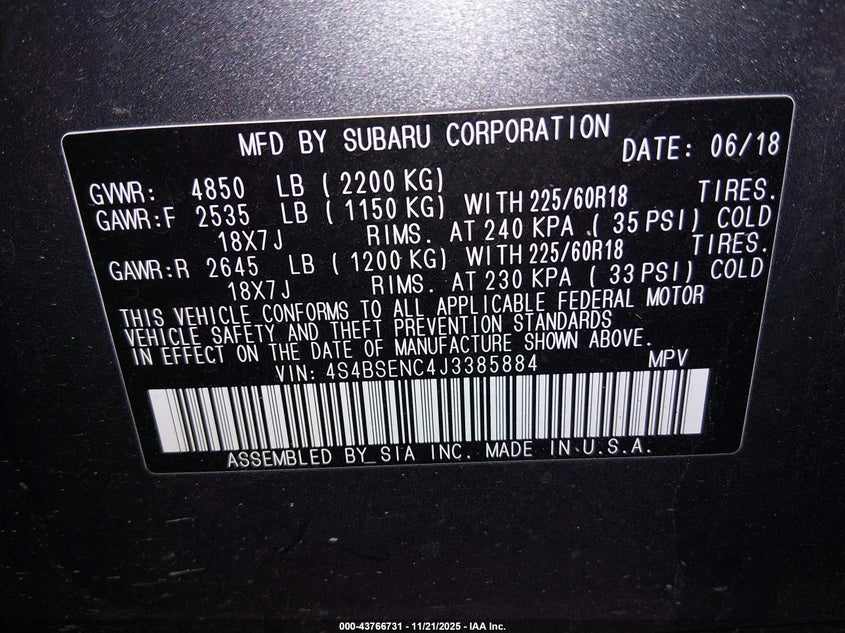 MFD BY SUBARU CORPORATION DATE: 06/18
GVWR: 4850 LB ( 2200 KG)
GAWR:F 2535 LB ( 1150 KG) WITH 225/60R18 TIRES.
18X7J RIMS. AT 240 KPA ( 35 PSI) COLD
GAWR:R 2645 LB ( 1200 KG) WITH 225/60R18 TIRES.
18X7J RIMS. AT 230 KPA ( 33 PSI) COLD
THIS VEHICLE CONFORMS TO ALL APPLICABLE FEDERAL MOTOR
VEHICLE SAFETY AND THEFT PREVENTION STANDARDS
IN EFFECT ON THE DATE OF MANUFACTURE SHOWN ABOVE.
VIN: 4S4BSENC4J3385884 MPV
ASSEMBLED BY SIA INC. MADE IN U.S.A.
000-43766731 - 11/21/2025 - IAA Inc.